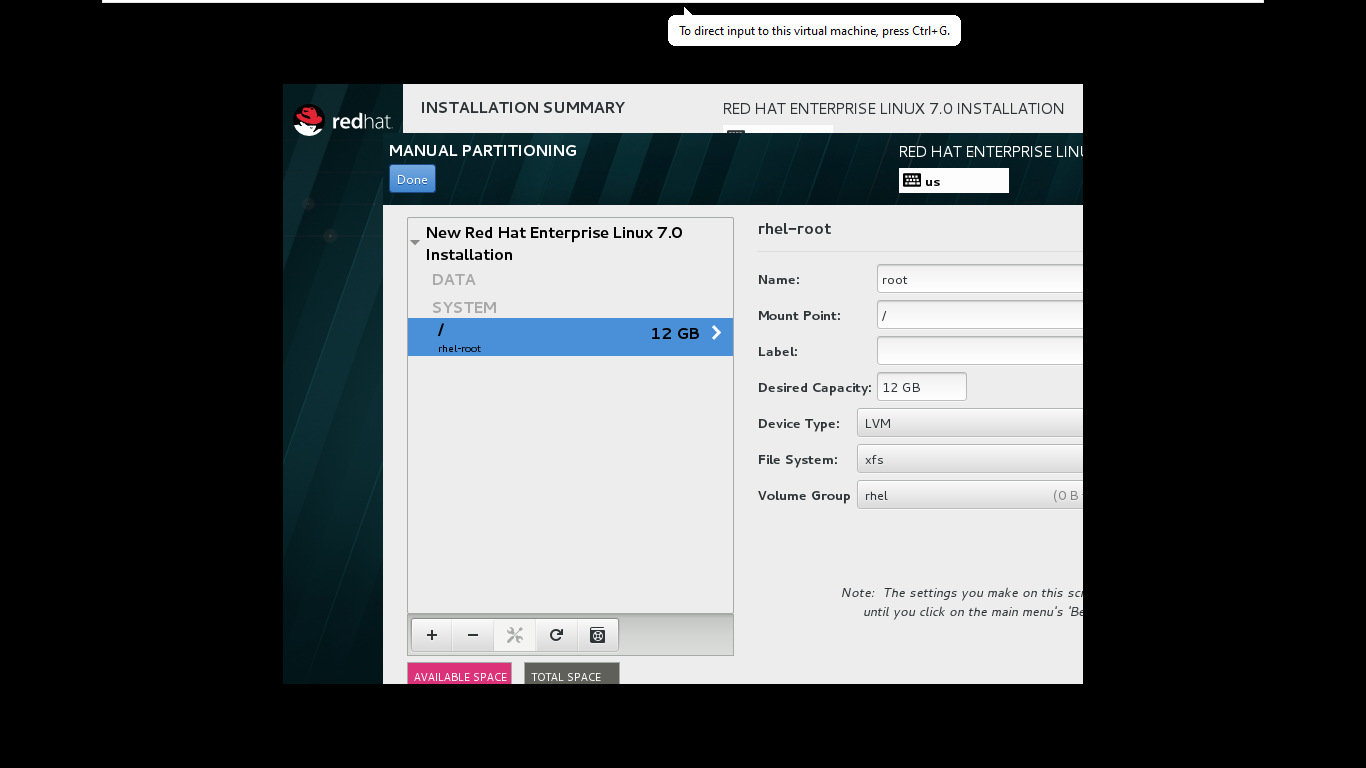 To direct input to this virtual machine, press Ctrl+G.
redhat.
INSTALLATION SUMMARY
RED HAT ENTERPRISE LINUX 7.0 INSTALLATION
MANUAL PARTITIONING
RED HAT ENTERPRISE LINU
Done
us
New Red Hat Enterprise Linux 7.0
Installation
DATA
SYSTEM
/
12 GB
rhel-root
rhel-root
Name:
root
Mount Point:
/
Label:
Desired Capacity:
12 GB
Device Type:
LVM
File System:
xfs
Volume Group
rhel
(0 B
Note: The settings you make on this scr
until you click on the main menu's 'Be
AVAILABLE SPACE
TOTAL SPACE